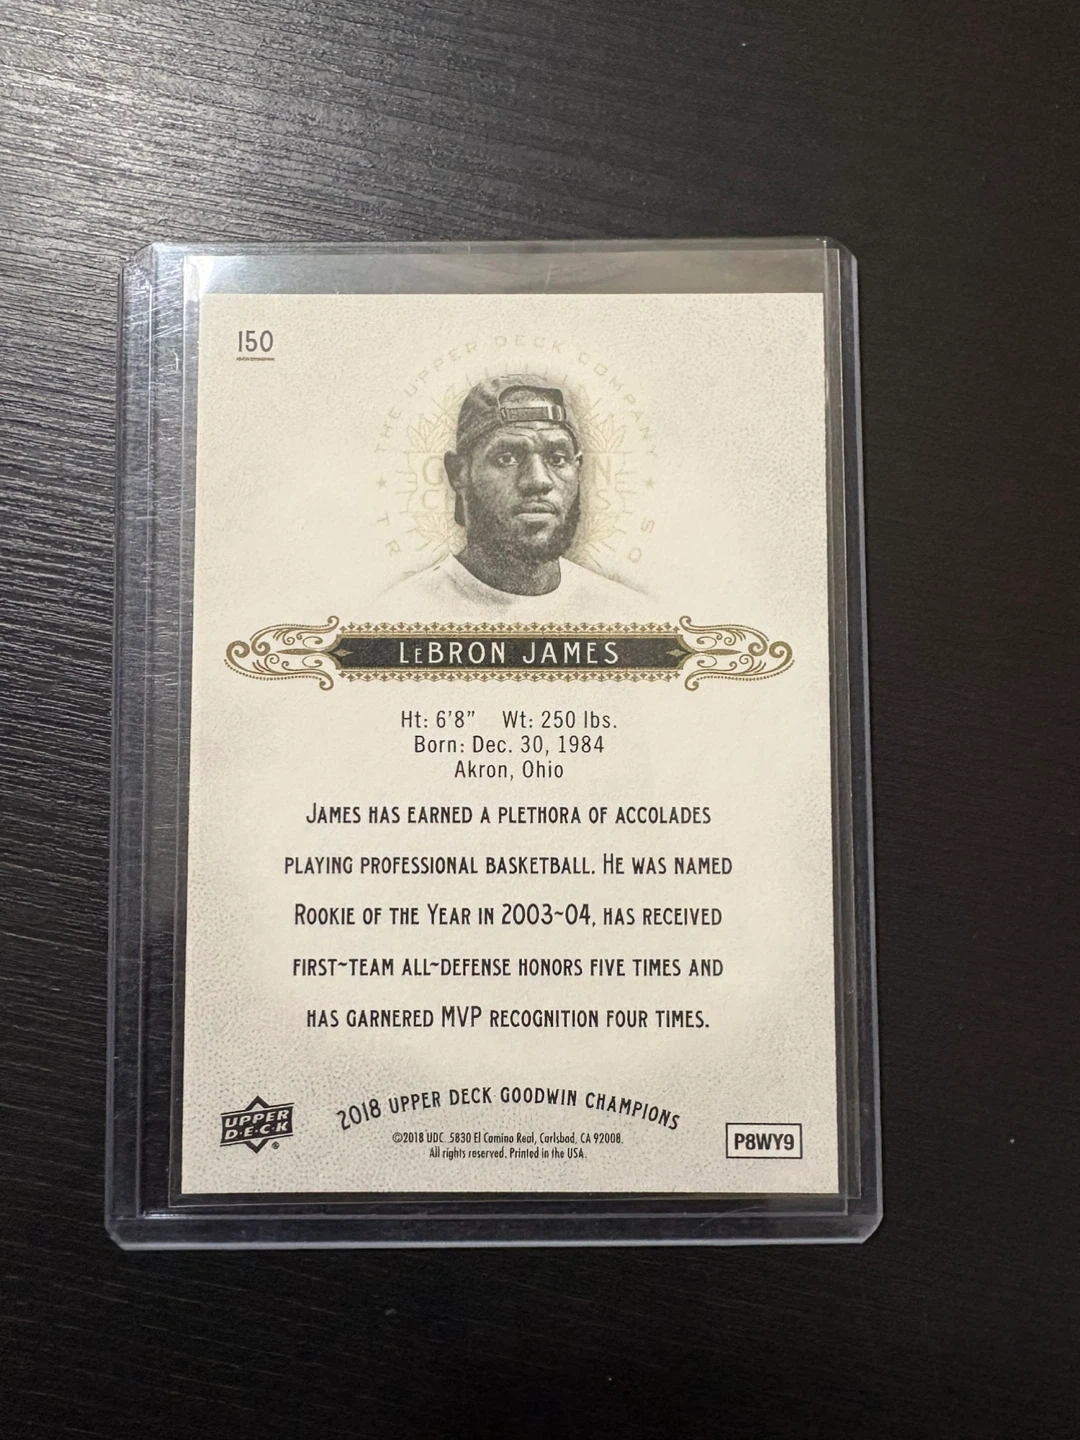 150
THE UPPER DECK COMPANY
LeBRON JAMES
Ht: 6'8" Wt: 250 lbs.
Born: Dec. 30, 1984
Akron, Ohio
JAMES HAS EARNED A PLETHORA OF ACCOLADES
PLAYING PROFESSIONAL BASKETBALL. HE WAS NAMED
ROOKIE OF THE YEAR IN 2003~04, HAS RECEIVED
FIRST~TEAM ALL~DEFENSE HONORS FIVE TIMES AND
HAS GARNERED MVP RECOGNITION FOUR TIMES.
2018 UPPER DECK GOODWIN CHAMPIONS
UPPER
D·E·C·K
®
©2018 UDC. 5830 El Camino Real, Carlsbad, CA 92008.
All rights reserved. Printed in the USA.
P8WY9